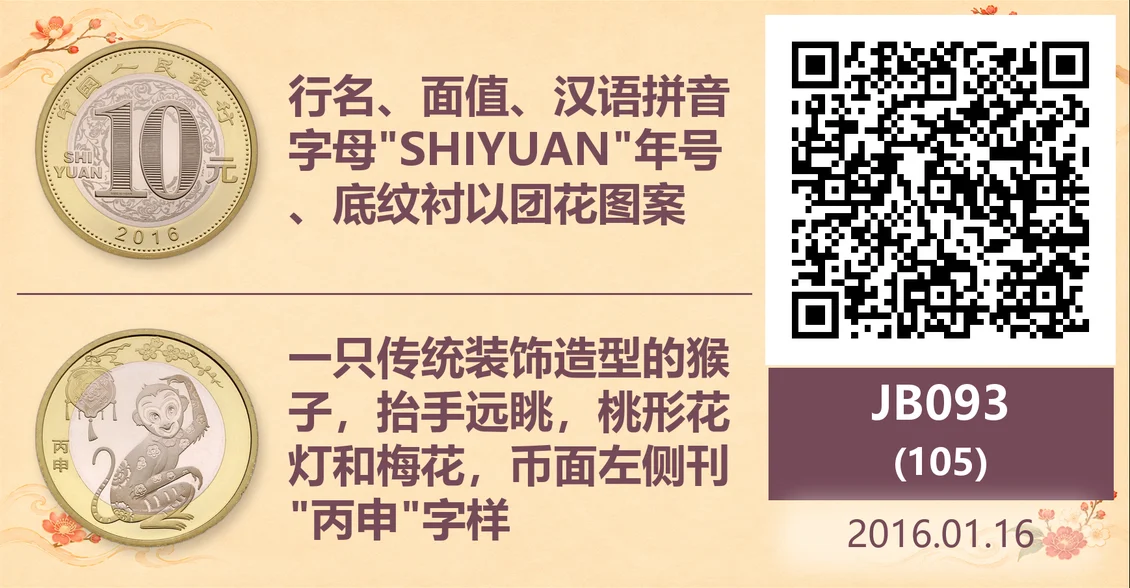 中国人民银行
10
元
SHI
YUAN
2016
行名、面值、汉语拼音
字母"SHIYUAN"年号
、底纹衬以团花图案
丙
申
一只传统装饰造型的猴
子，抬手远眺，桃形花
灯和梅花，币面左侧刊
"丙申"字样
JB093
(105)
2016.01.16